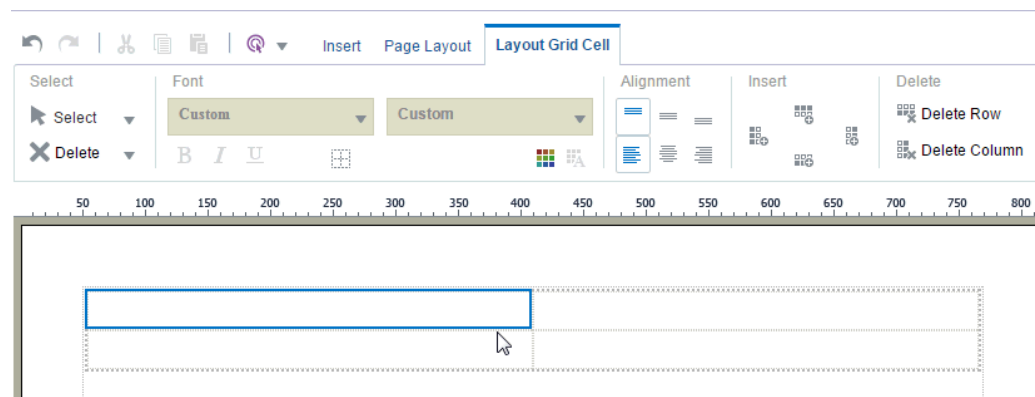 Insert Page Layout Layout Grid Cell
Select Font Alignment Insert Delete
Select Custom Custom Delete Row
Delete B I U A Delete Column
50 100 150 200 250 300 350 400 450 500 550 600 650 700 750 800